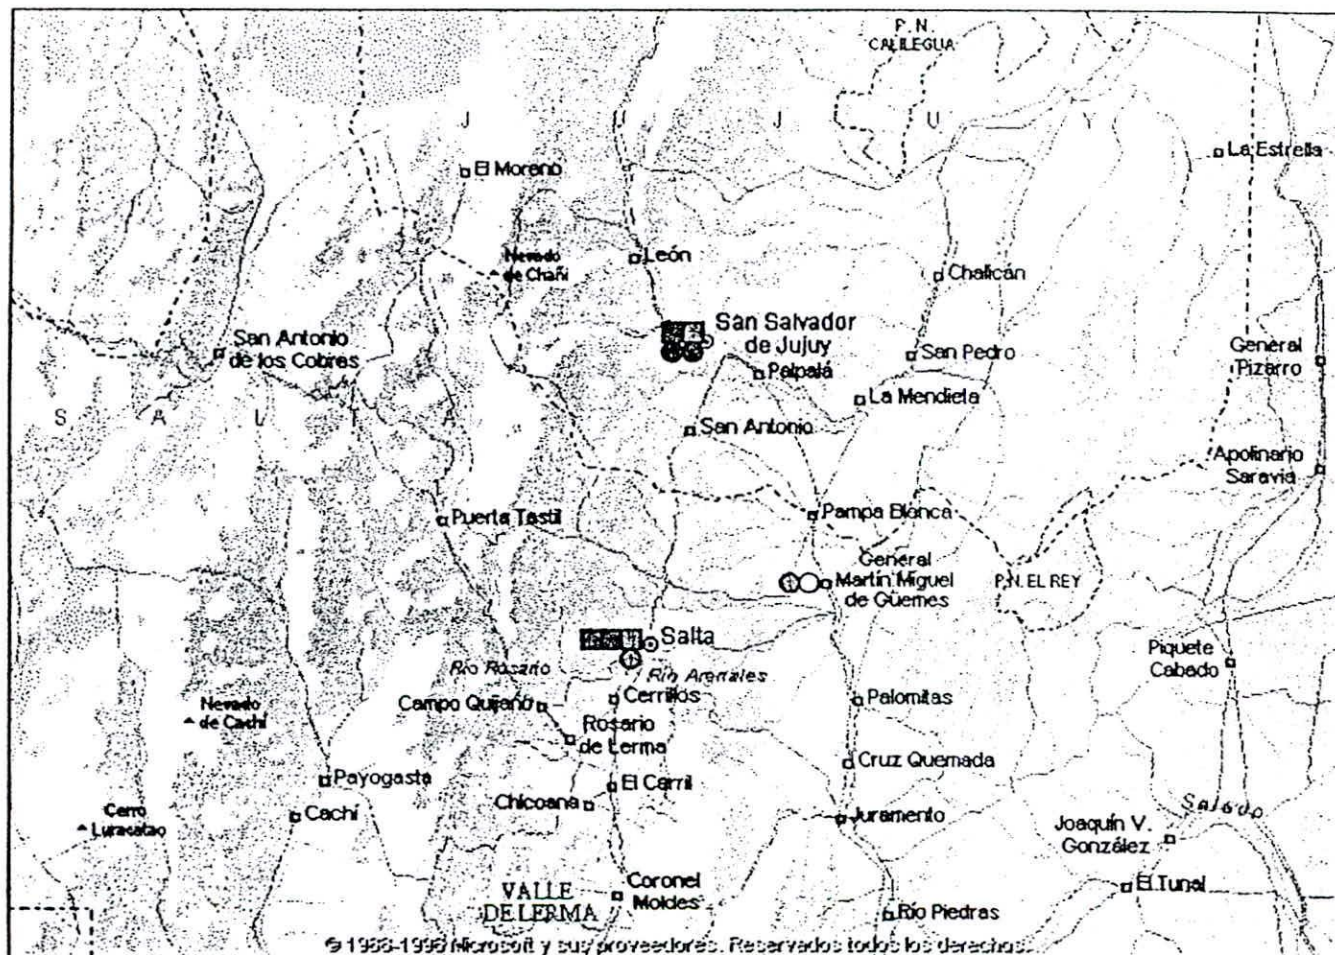 P. N.
CALILEGUA
J U J U Y
La Estrella
El Moreno
León
Nevado
de Chañi
Chalicán
San Salvador
de Jujuy
San Antonio
de los Cobres
San Pedro
General
Pizarro
Palpalá
La Mendieta
S A L T A
San Antonio
Apolinario
Saravia
Puerta Tastil
Pampa Blanca
General
Martín Miguel
de Güemes
P.N. EL REY
Salta
Río Rosario
Río Arenales
Piquete
Cabado
Nevado
de Cachí
Campo Quijano
Cerrillos
Palomitas
Rosario
de Lerma
Payogasta
El Carril
Cruz Quemada
Chicoana
Cerro
Luracatao
Cachí
Juramento
Salado
Joaquín V.
González
VALLE
DE LERMA
Coronel
Moldes
El Tunal
Río Piedras
© 1988-1996 Microsoft y sus proveedores. Reservados todos los derechos.